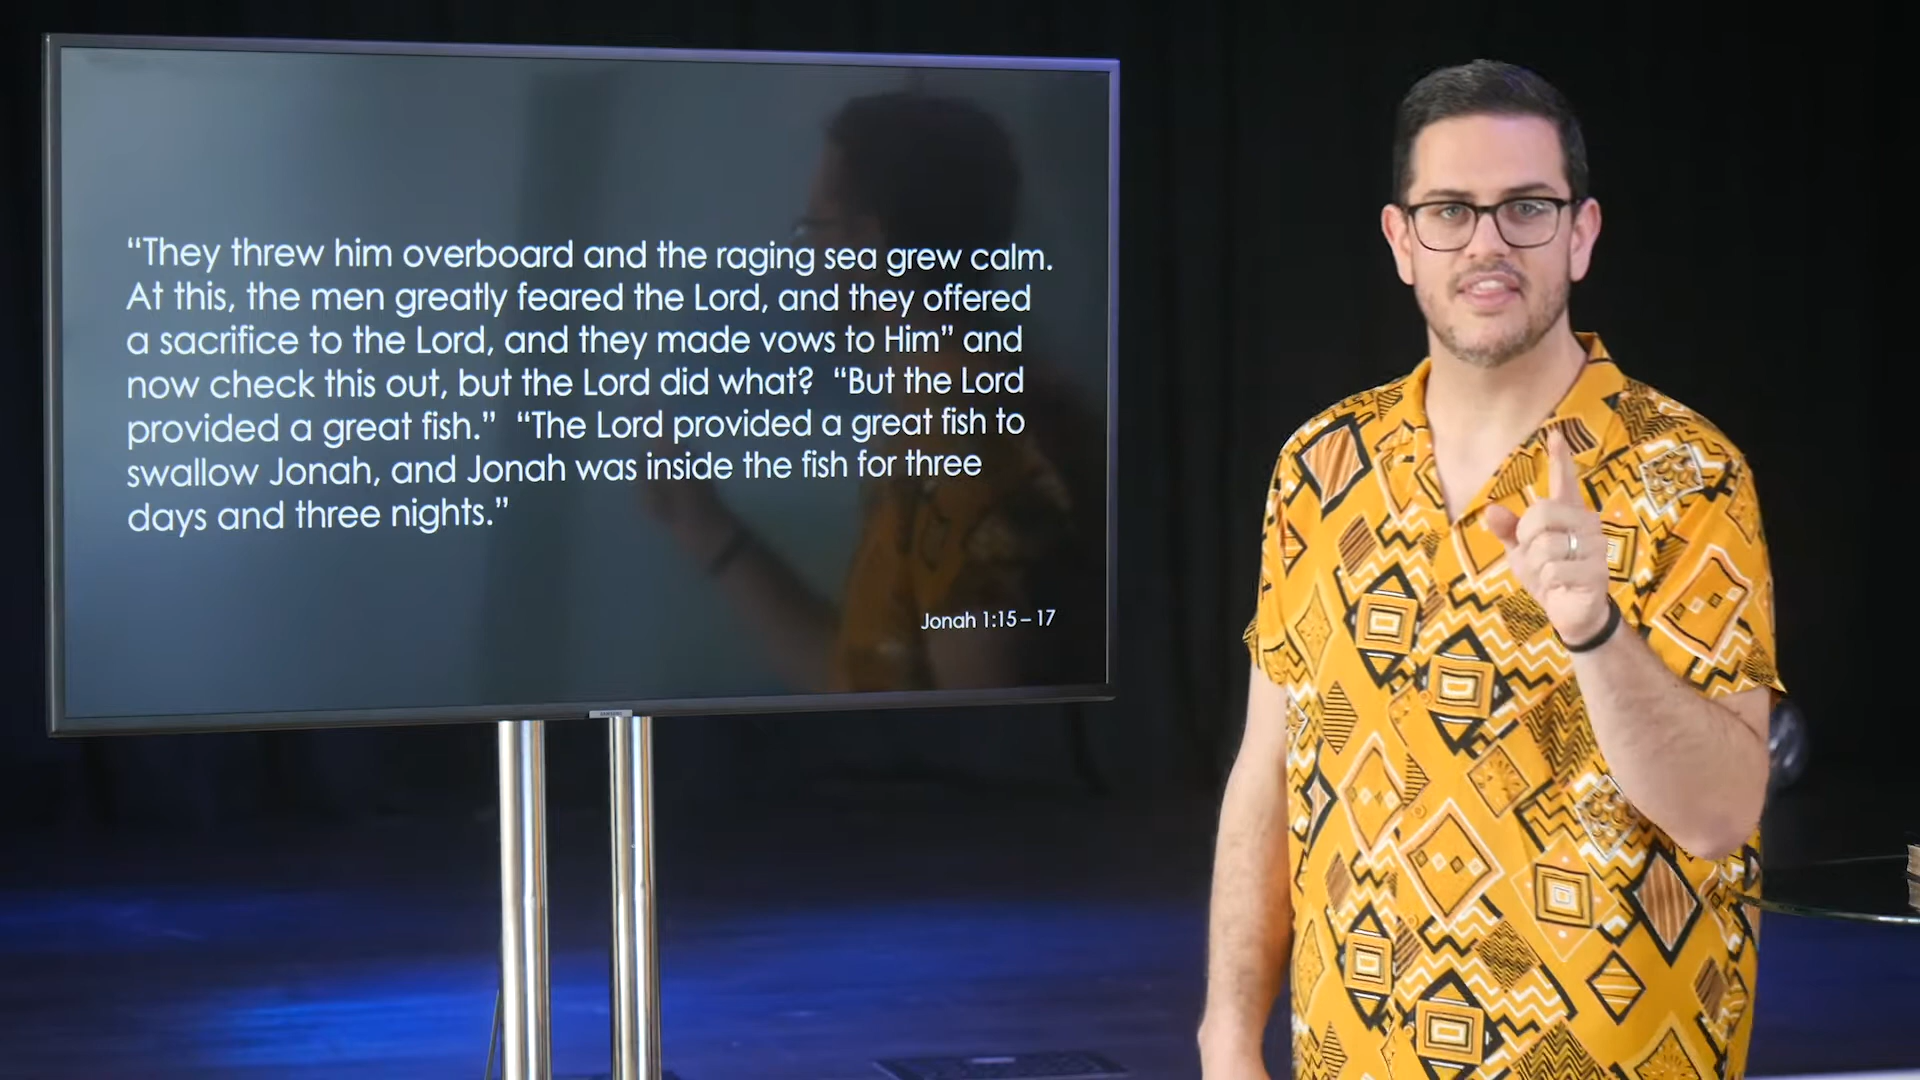 “They threw him overboard and the raging sea grew calm.
At this, the men greatly feared the Lord, and they offered
a sacrifice to the Lord, and they made vows to Him” and
now check this out, but the Lord did what?  “But the Lord
provided a great fish.”  “The Lord provided a great fish to
swallow Jonah, and Jonah was inside the fish for three
days and three nights.”
Jonah 1:15 – 17
SAMSUNG